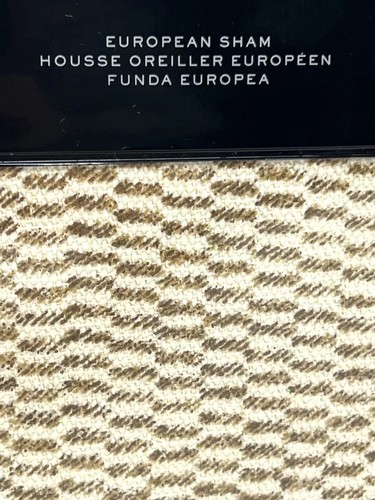 EUROPEAN SHAM
HOUSSE OREILLER EUROPÉEN
FUNDA EUROPEA